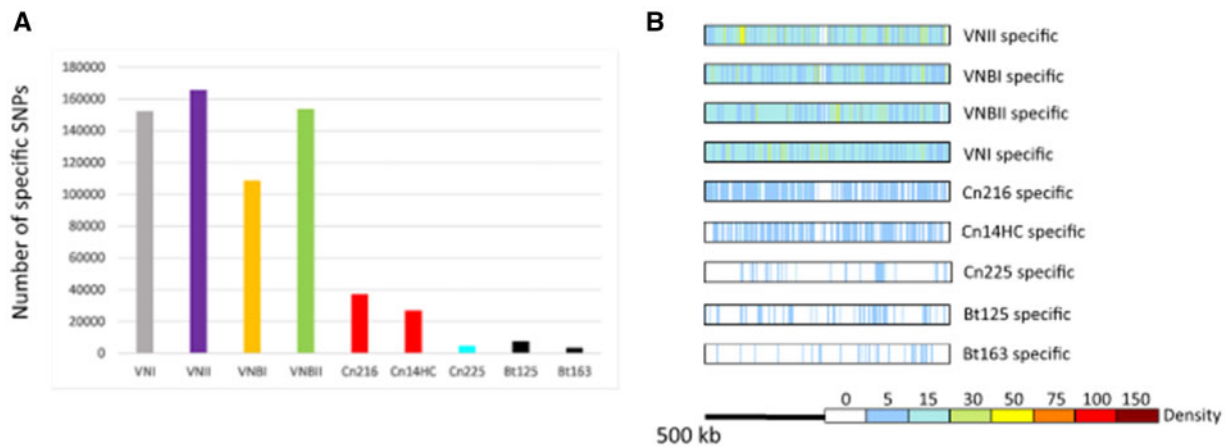 A
Number of specific SNPs
180000
160000
140000
120000
100000
80000
60000
40000
20000
0
VNI VNII VNBI VNBII Cn216 Cn14HC Cn225 Bt125 Bt163
B
VNII specific
VNBI specific
VNBII specific
VNI specific
Cn216 specific
Cn14HC specific
Cn225 specific
Bt125 specific
Bt163 specific
0 5 15 30 50 75 100 150
Density
500 kb